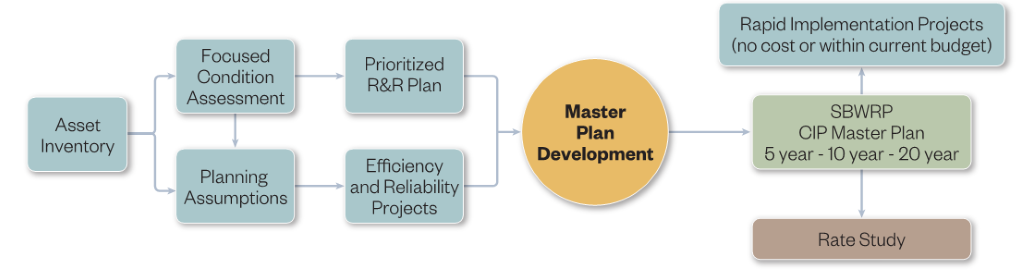 Asset
Inventory
Focused
Condition
Assessment
Planning
Assumptions
Prioritized
R&R Plan
Efficiency
and Reliability
Projects
Master
Plan
Development
Rapid Implementation Projects
(no cost or within current budget)
SBWRP
CIP Master Plan
5 year - 10 year - 20 year
Rate Study